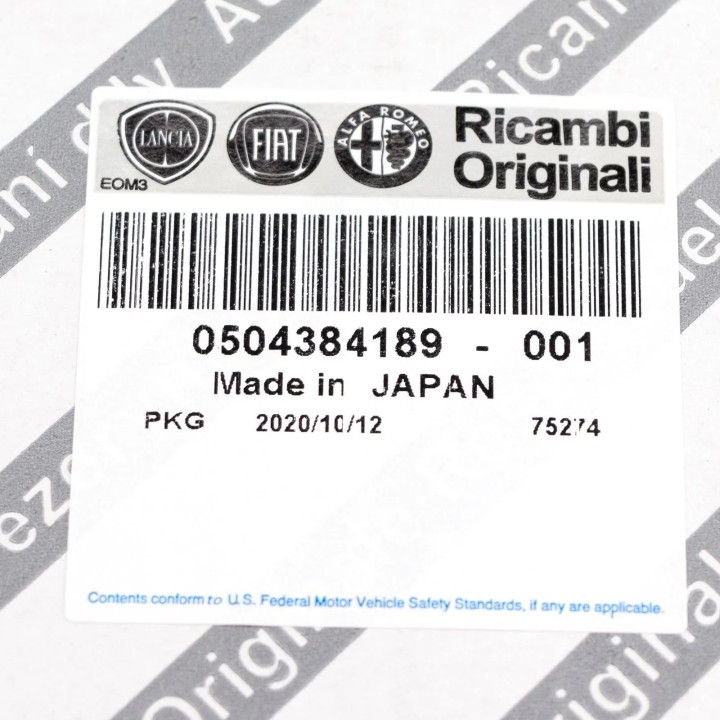 LANCIA
FIAT
ALFA ROMEO
Ricambi
Originali
EOM3
0504384189 - 001
Made in JAPAN
PKG 2020/10/12 75274
Contents conform to U.S. Federal Motor Vehicle Safety Standards, if any are applicable.